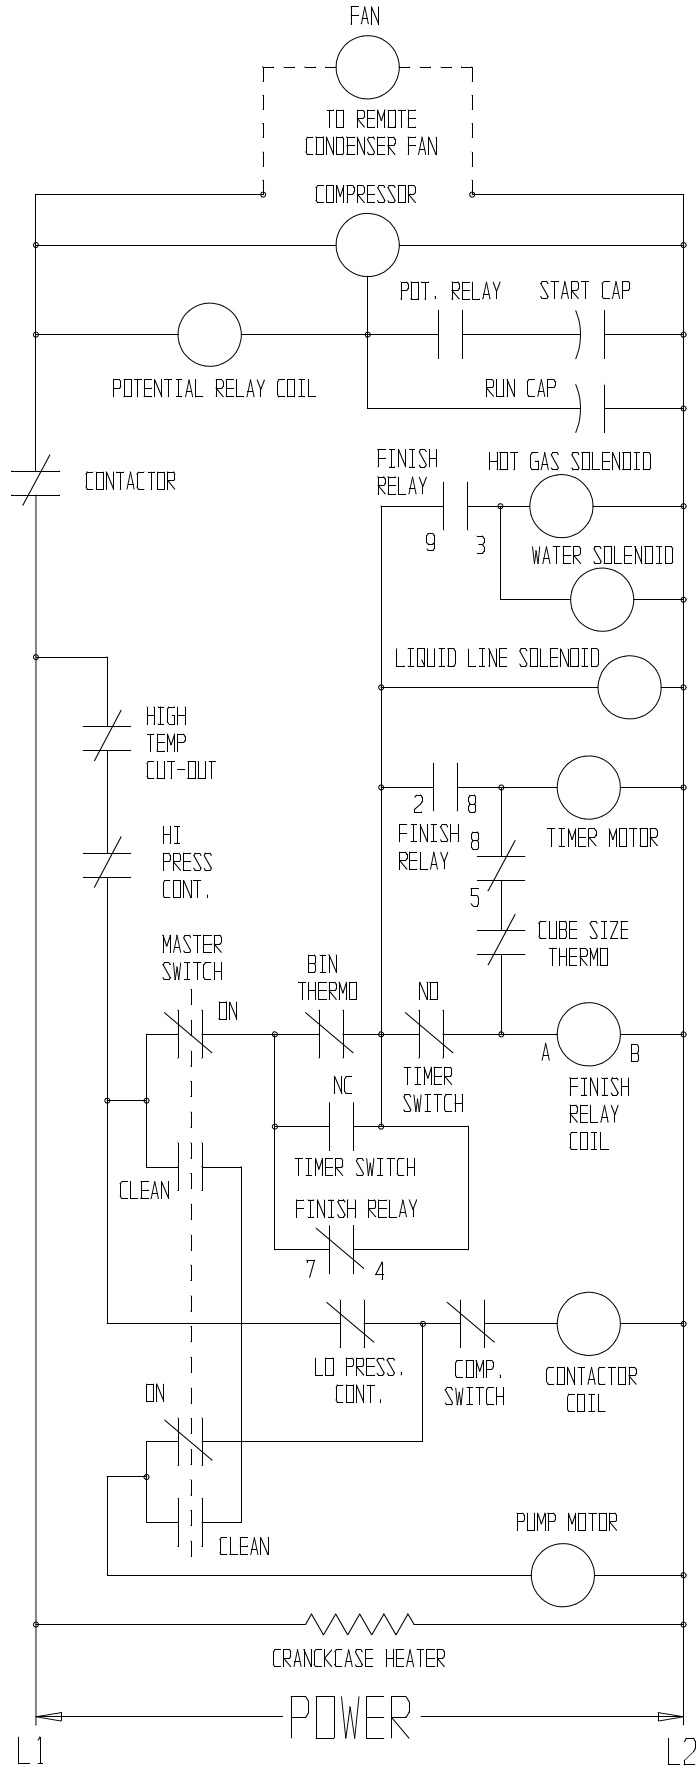 FAN
TO REMOTE
CONDENSER FAN
COMPRESSOR
POT. RELAY
START CAP
POTENTIAL RELAY COIL
RUN CAP
CONTACTOR
FINISH
RELAY
HOT GAS SOLENOID
9
3
WATER SOLENOID
LIQUID LINE SOLENOID
HIGH
TEMP
CUT-OUT
2
8
FINISH
RELAY
TIMER MOTOR
HI
PRESS
CONT.
8
5
CUBE SIZE
THERMO
MASTER
SWITCH
ON
BIN
THERMO
NO
TIMER
SWITCH
A
B
FINISH
RELAY
COIL
NC
TIMER SWITCH
CLEAN
FINISH RELAY
7
4
LO PRESS.
CONT.
COMP.
SWITCH
CONTACTOR
COIL
ON
CLEAN
PUMP MOTOR
CRANCKCASE HEATER
POWER
L1
L2